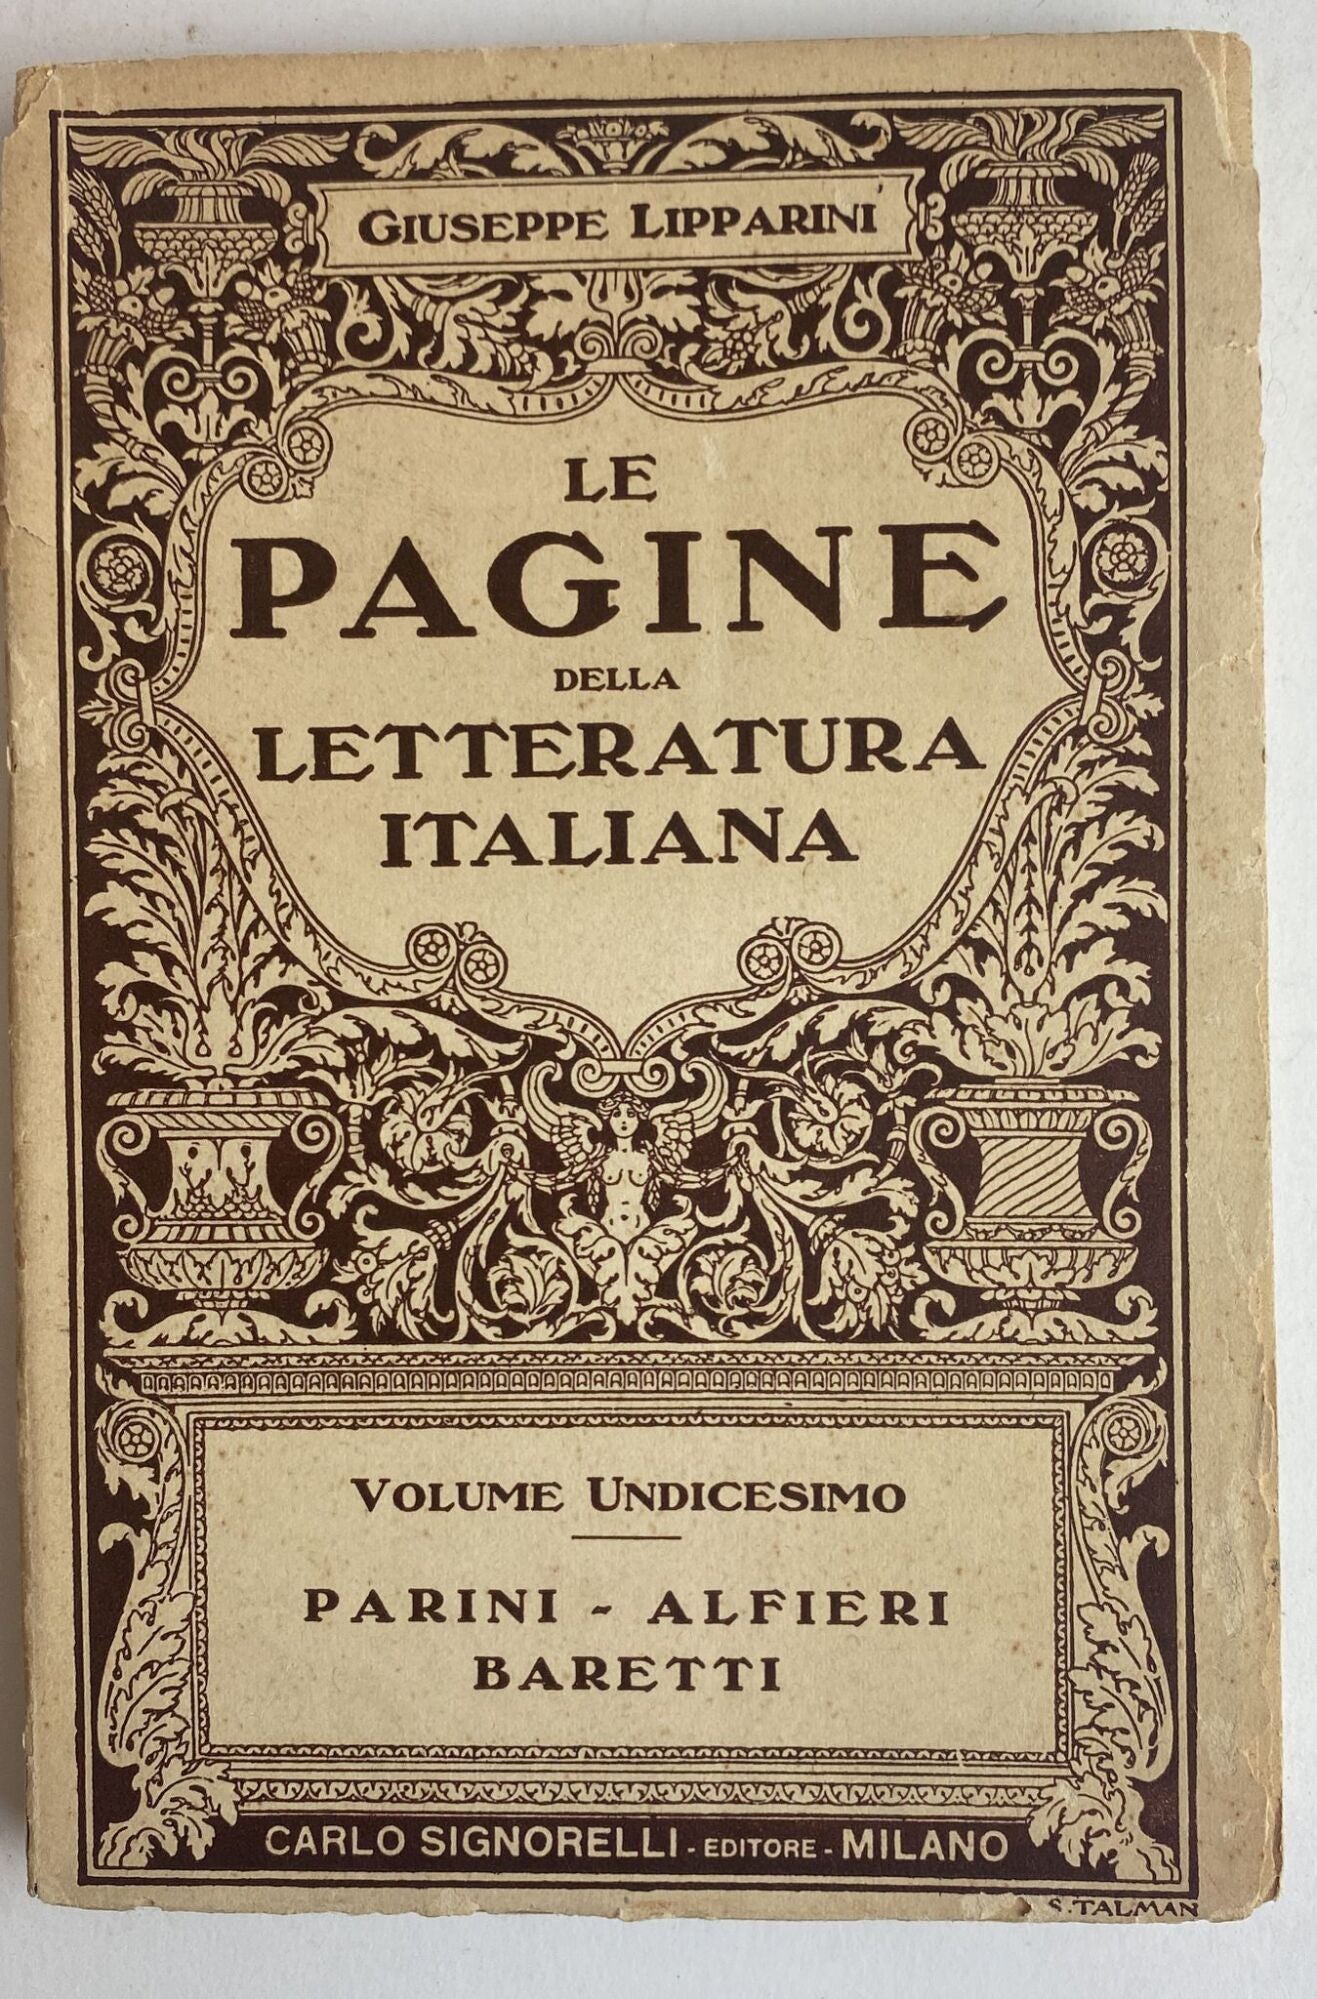 GIUSEPPE LIPPARINI
LE
PAGINE
DELLA
LETTERATURA
ITALIANA
VOLUME UNDICESIMO
PARINI - ALFIERI
BARETTI
CARLO SIGNORELLI - EDITORE - MILANO
S. TALMAN